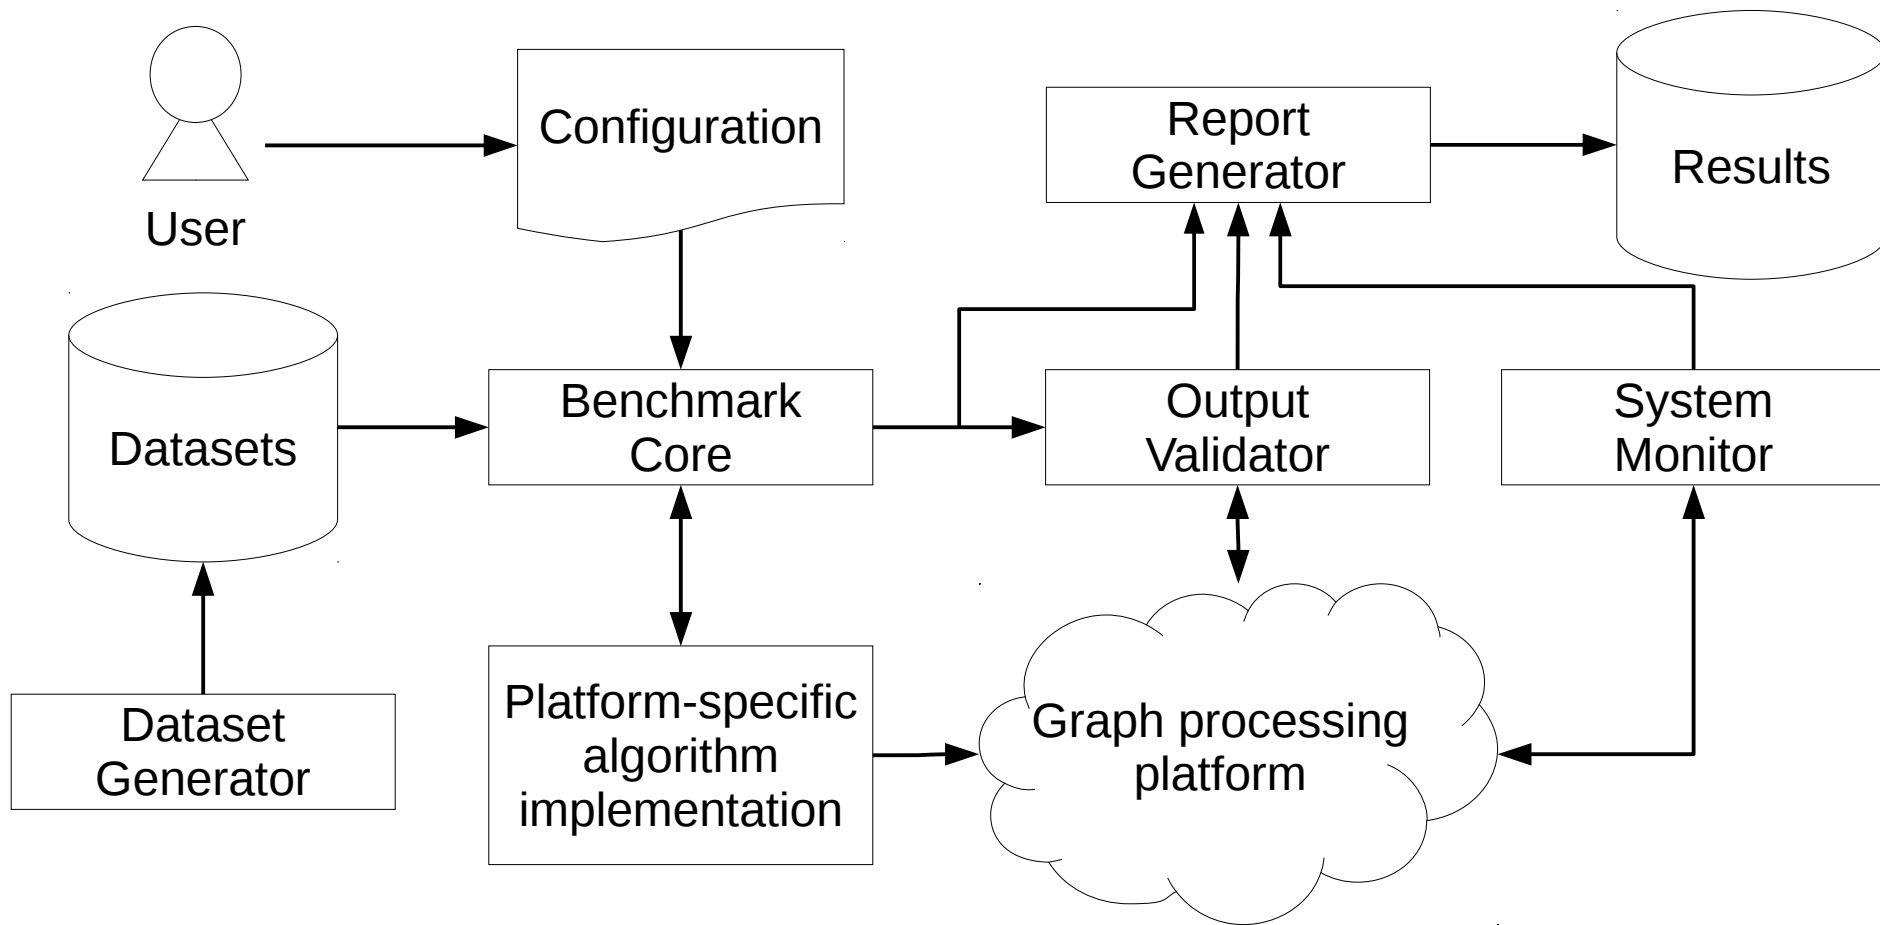 Configuration
Report
Generator
Results
User
Datasets
Benchmark
Core
Output
Validator
System
Monitor
Dataset
Generator
Platform-specific
algorithm
implementation
Graph processing
platform